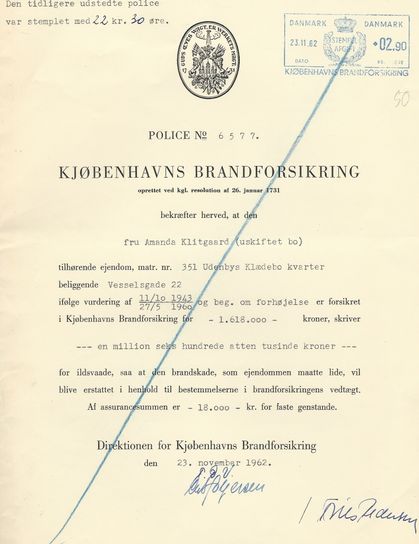 Den tidligere udstedte police
var stemplet med 22 kr. 30 øre.
DANMARK DANMARK
23.11.62 STEMPEL AFGIFT 02.90
DATO
KJØBENHAVNS BRANDFORSIKRING
50
POLICE № 6577.
KJØBENHAVNS BRANDFORSIKRING
oprettet ved kgl. resolution af 26. januar 1731
bekræfter herved, at den
fru Amanda Klitgaard (uskiftet bo)
tilhørende ejendom, matr. nr. 351 Udenbys Klædebo kvarter
beliggende Vesselsgade 22
ifølge vurdering af 11/10 1943 27/5 1960 og beg. om forhøjelse er forsikret
i Kjøbenhavns Brandforsikring for - 1.618.000 - kroner, skriver
--- en million seks hundrede atten tusinde kroner ---
for ildsvaade, saa at den brandskade, som ejendommen maatte lide, vil
blive erstattet i henhold til bestemmelserne i brandforsikringens vedtægt.
Af assurancesummen er - 18.000 - kr. for faste genstande.
Direktionen for Kjøbenhavns Brandforsikring
den 23. november 1962.